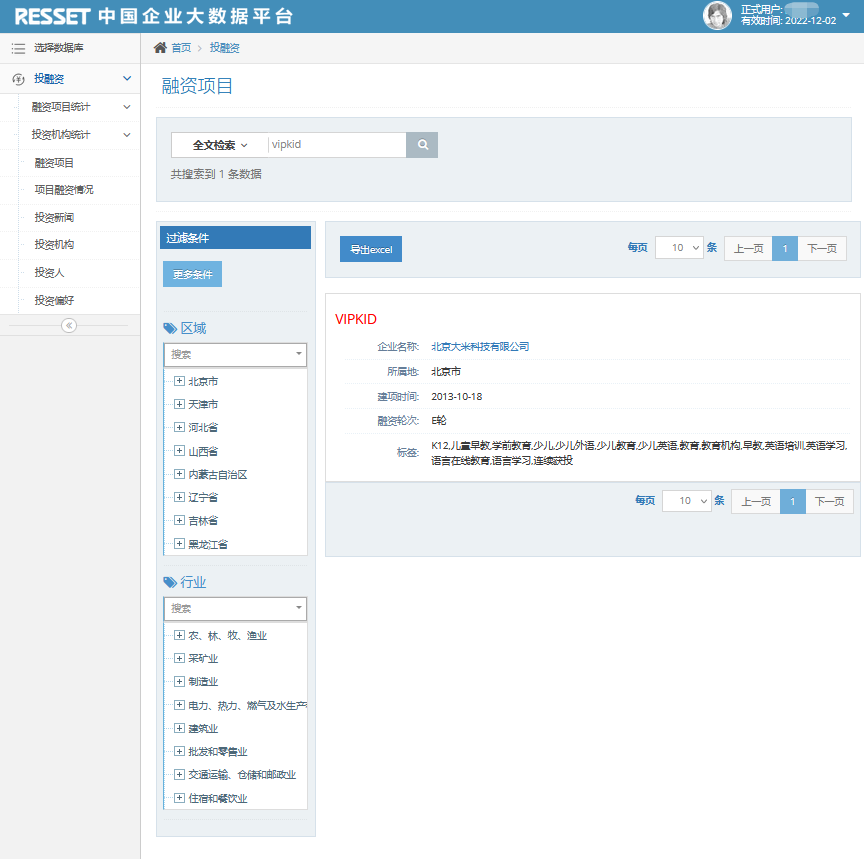 RESSET 中国企业大数据平台
正式用户:
有效时间: 2022-12-02
选择数据库
投融资
融资项目统计
投资机构统计
融资项目
项目融资情况
投资新闻
投资机构
投资人
投资偏好
首页 > 投融资
融资项目
全文检索 vipkid
共搜索到 1 条数据
过滤条件
更多条件
区域
搜索
北京市
天津市
河北省
山西省
内蒙古自治区
辽宁省
吉林省
黑龙江省
行业
搜索
农、林、牧、渔业
采矿业
制造业
电力、热力、燃气及水生产
建筑业
批发和零售业
交通运输、仓储和邮政业
住宿和餐饮业
导出excel
每页 10 条 上一页 1 下一页
VIPKID
企业名称: 北京大米科技有限公司
所属地: 北京市
建项时间: 2013-10-18
融资轮次: E轮
标签: K12,儿童早教,学前教育,少儿,少儿外语,少儿教育,少儿英语,教育,教育机构,早教,英语培训,英语学习,
语言在线教育,语言学习,连续获投
每页 10 条 上一页 1 下一页